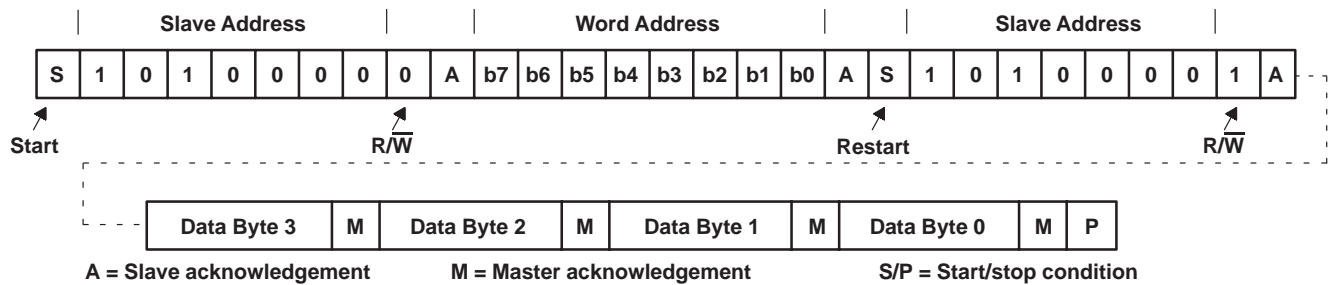 Slave Address Word Address Slave Address
S 1 0 1 0 0 0 0 0 A b7 b6 b5 b4 b3 b2 b1 b0 A S 1 0 1 0 0 0 0 1 A
Start R/W̅ Restart R/W̅
Data Byte 3 M Data Byte 2 M Data Byte 1 M Data Byte 0 M P
A = Slave acknowledgement M = Master acknowledgement S/P = Start/stop condition